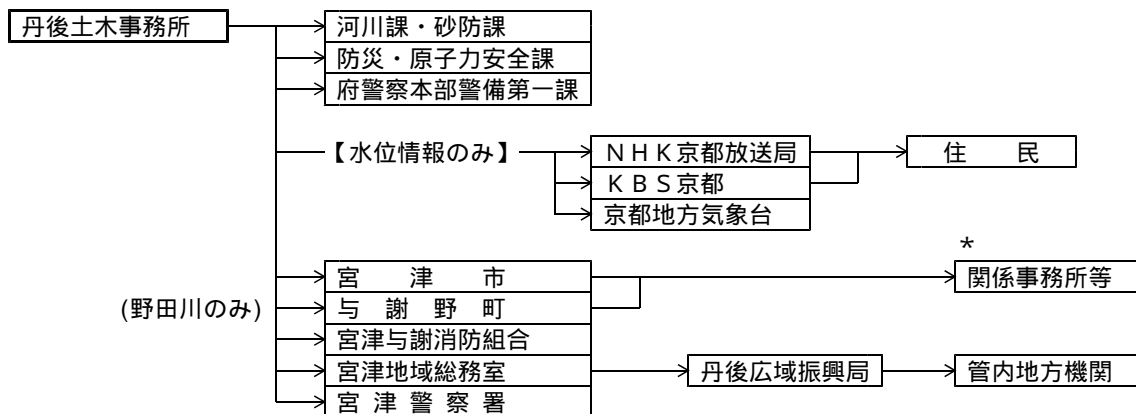 丹後土木事務所
河川課・砂防課
防災・原子力安全課
府警察本部警備第一課
【水位情報のみ】
ＮＨＫ京都放送局
住　　民
ＫＢＳ京都
京都地方気象台
*
宮　　津　　市
関係事務所等
(野田川のみ)
与　謝　野　町
宮津与謝消防組合
宮津地域総務室
丹後広域振興局
管内地方機関
宮 津 警 察 署